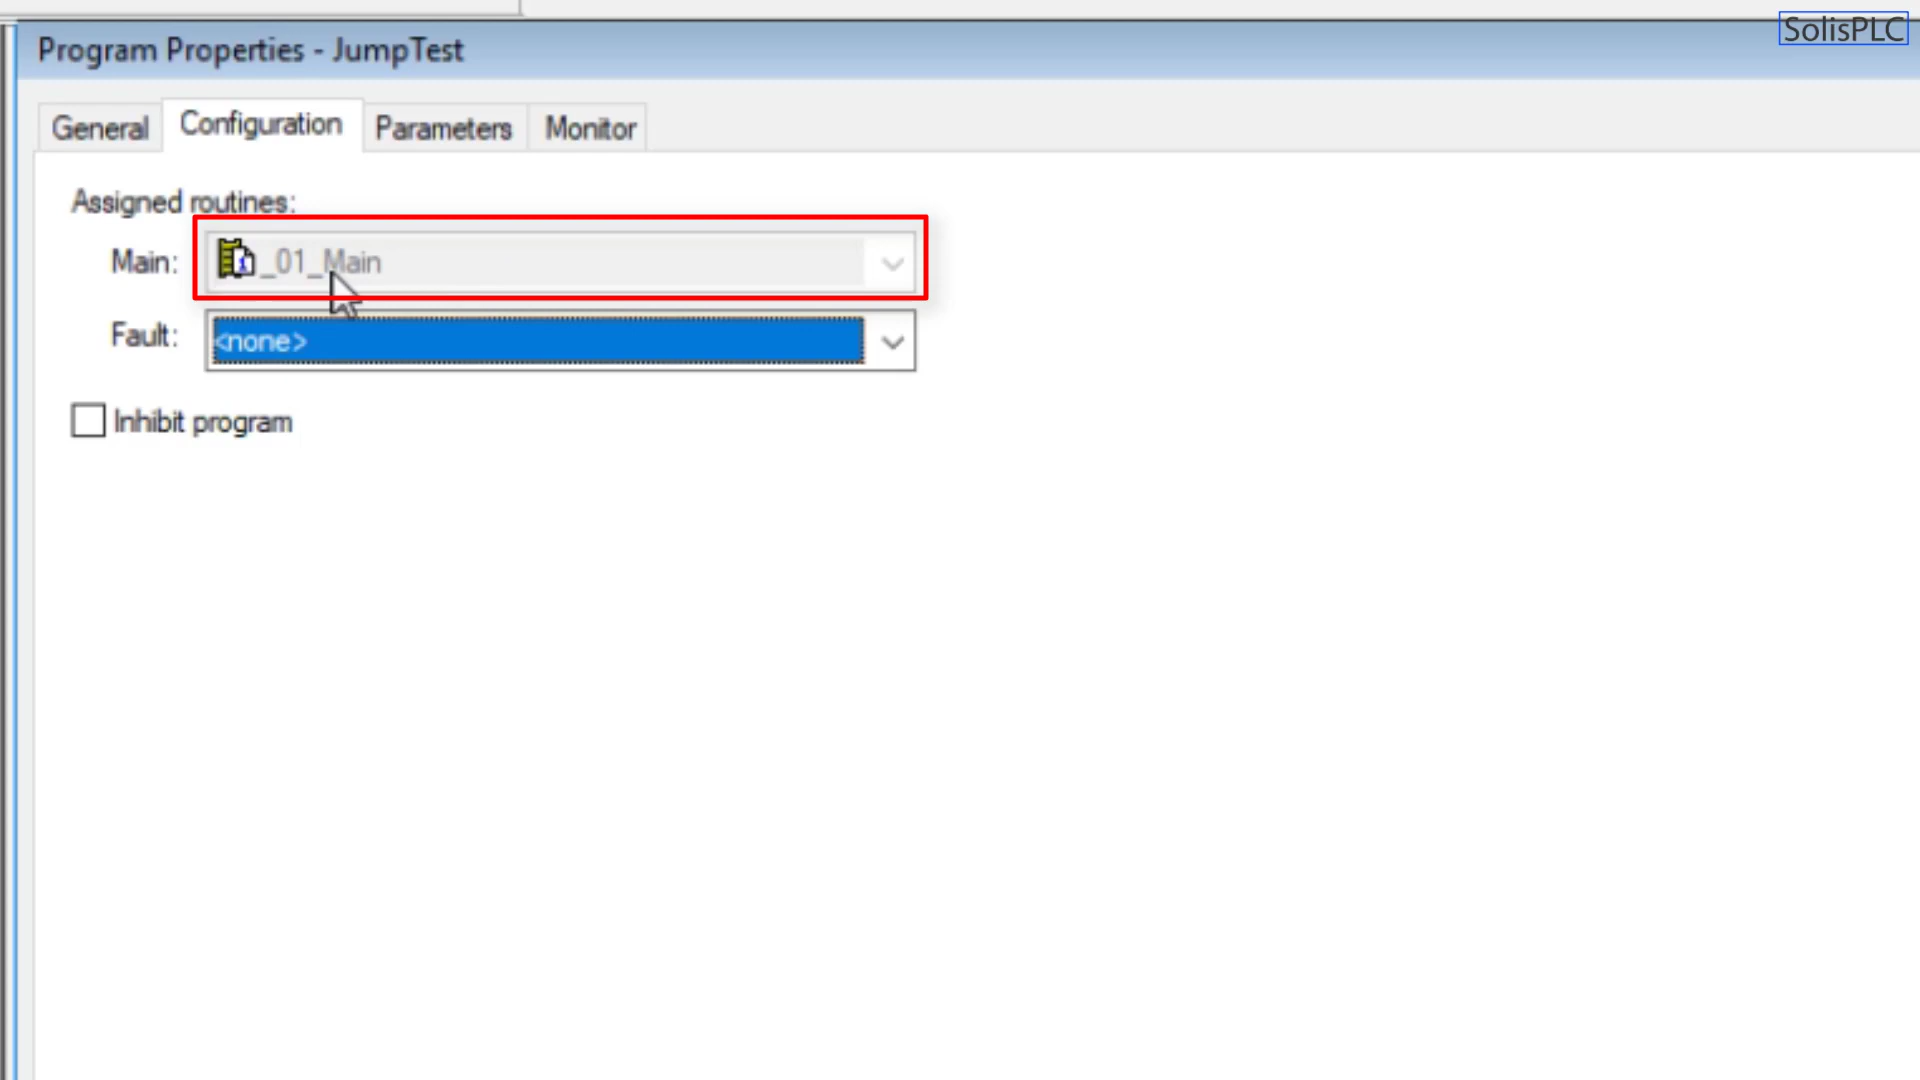 SolisPLC
Program Properties - JumpTest
General Configuration Parameters Monitor
Assigned routines:
Main: _01_Main
Fault: <none>
Inhibit program